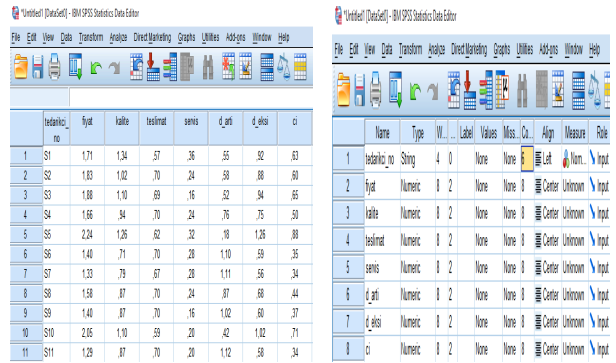 *Untitled1 [DataSet0] - IBM SPSS Statistics Data Editor
File Edit View Data Transform Analyze Direct Marketing Graphs Utilities Add-ons Window Help
tedarikci_no fiyat kalite teslimat servis d_arti d_eksi ci
1 S1 1,71 1,34 ,57 ,36 ,55 ,92 ,63
2 S2 1,83 1,02 ,70 ,24 ,58 ,88 ,60
3 S3 1,88 1,10 ,69 ,16 ,52 ,94 ,65
4 S4 1,66 ,94 ,70 ,24 ,76 ,75 ,50
5 S5 2,24 1,26 ,62 ,32 ,18 1,26 ,88
6 S6 1,40 ,71 ,70 ,28 1,10 ,59 ,35
7 S7 1,33 ,79 ,67 ,28 1,11 ,56 ,34
8 S8 1,58 ,87 ,70 ,24 ,87 ,68 ,44
9 S9 1,40 ,87 ,70 ,16 1,02 ,60 ,37
10 S10 2,05 1,10 ,59 ,20 ,42 1,02 ,71
11 S11 1,29 ,87 ,70 ,20 1,12 ,58 ,34
*Untitled1 [DataSet0] - IBM SPSS Statistics Data Editor
File Edit View Data Transform Analyze Direct Marketing Graphs Utilities Add-ons Window Help
Name Type W... ... Label Values Miss... Co... Align Measure Role
1 tedarikci_no String 4 0 None None 6 Left Nom... Input
2 fiyat Numeric 8 2 None None 8 Center Unknown Input
3 kalite Numeric 8 2 None None 8 Center Unknown Input
4 teslimat Numeric 8 2 None None 8 Center Unknown Input
5 servis Numeric 8 2 None None 8 Center Unknown Input
6 d_arti Numeric 8 2 None None 8 Center Unknown Input
7 d_eksi Numeric 8 2 None None 8 Center Unknown Input
8 ci Numeric 8 2 None None 8 Center Unknown Input